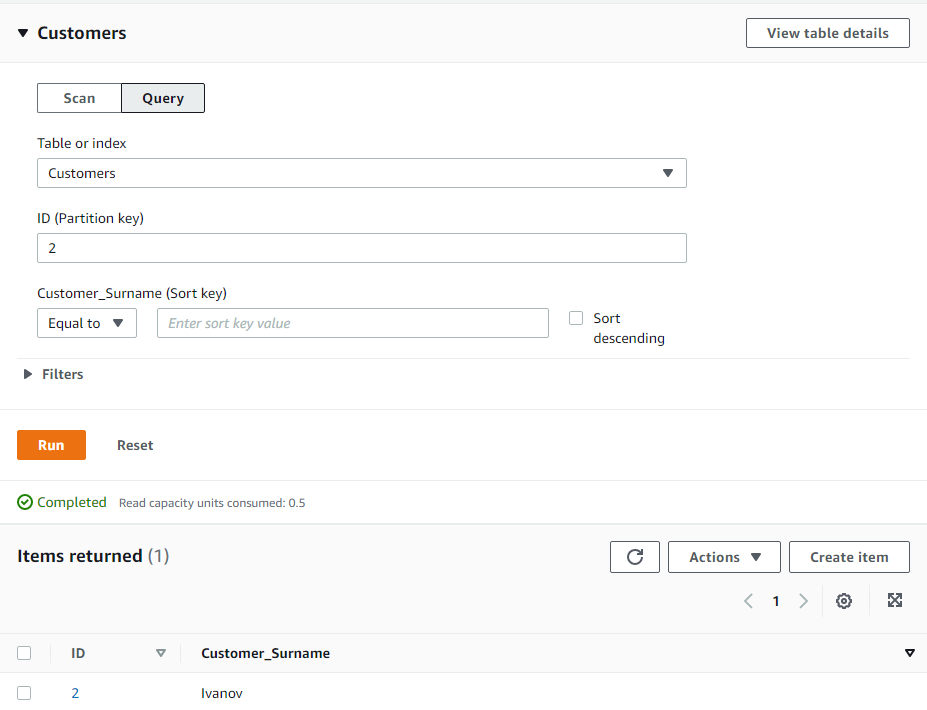 Customers
View table details
Scan
Query
Table or index
Customers
ID (Partition key)
2
Customer_Surname (Sort key)
Equal to
Enter sort key value
Sort
descending
Filters
Run
Reset
Completed
Read capacity units consumed: 0.5
Items returned (1)
Actions
Create item
1
ID
Customer_Surname
2
Ivanov